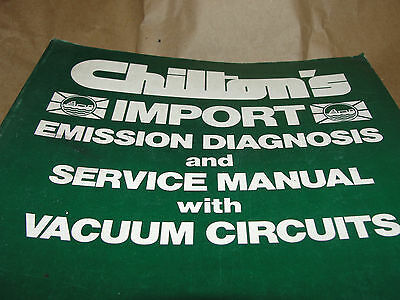 Chilton's
IMPORT
EMISSION DIAGNOSIS
and
SERVICE MANUAL
with
VACUUM CIRCUITS